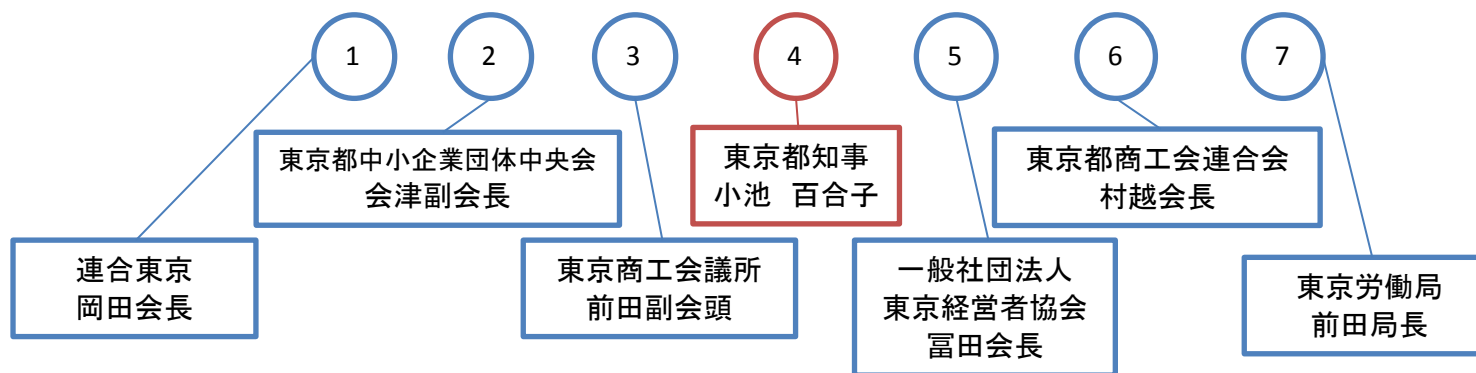 1
2
3
4
5
6
7
東京都中小企業団体中央会
会津副会長
東京都知事
小池　百合子
東京都商工会連合会
村越会長
連合東京
岡田会長
東京商工会議所
前田副会頭
一般社団法人
東京経営者協会
冨田会長
東京労働局
前田局長